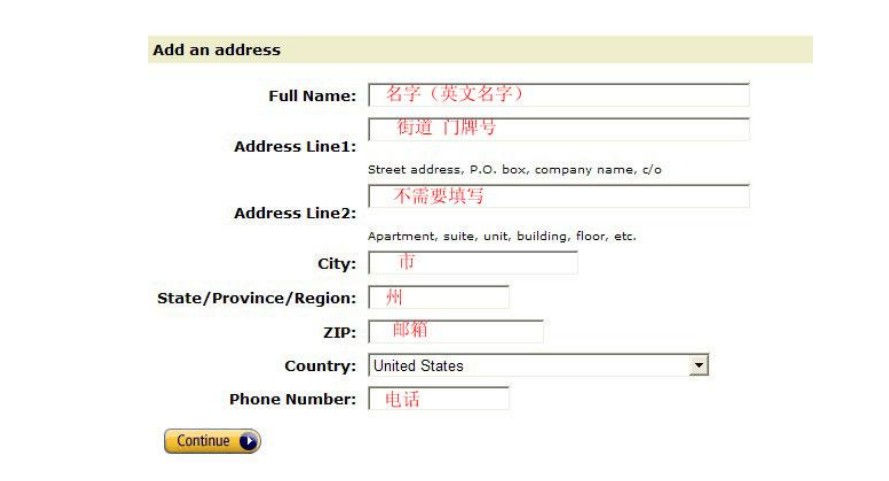 Add an address
Full Name: 名字（英文名字）
街道 门牌号
Address Line1:
Street address, P.O. box, company name, c/o
不需要填写
Address Line2:
Apartment, suite, unit, building, floor, etc.
City: 市
State/Province/Region: 州
ZIP: 邮箱
Country: United States
Phone Number: 电话
Continue